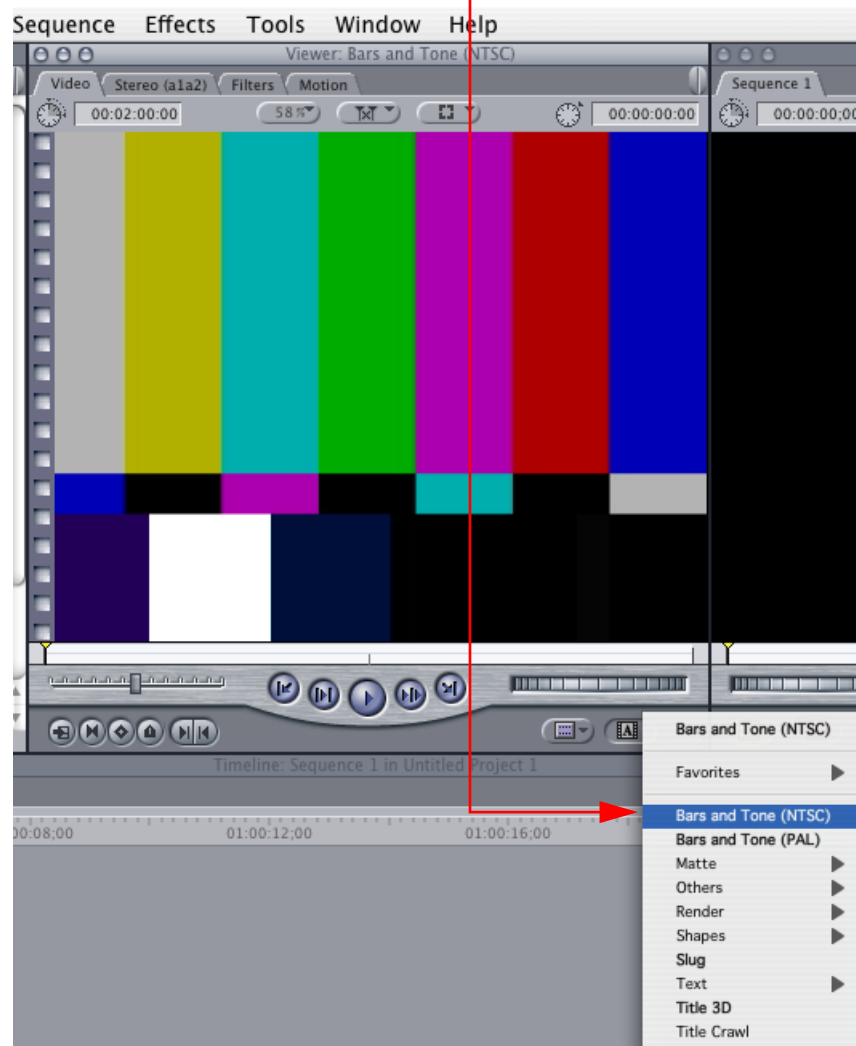 Sequence Effects Tools Window Help
Viewer: Bars and Tone (NTSC)
Video Stereo (a1a2) Filters Motion
Sequence 1
00:02:00:00 58% 00:00:00:00
00:00:00;00
Timeline: Sequence 1 in Untitled Project 1
00:08;00 01:00:12;00 01:00:16;00
A
Bars and Tone (NTSC)
Favorites
Bars and Tone (NTSC)
Bars and Tone (PAL)
Matte
Others
Render
Shapes
Slug
Text
Title 3D
Title Crawl